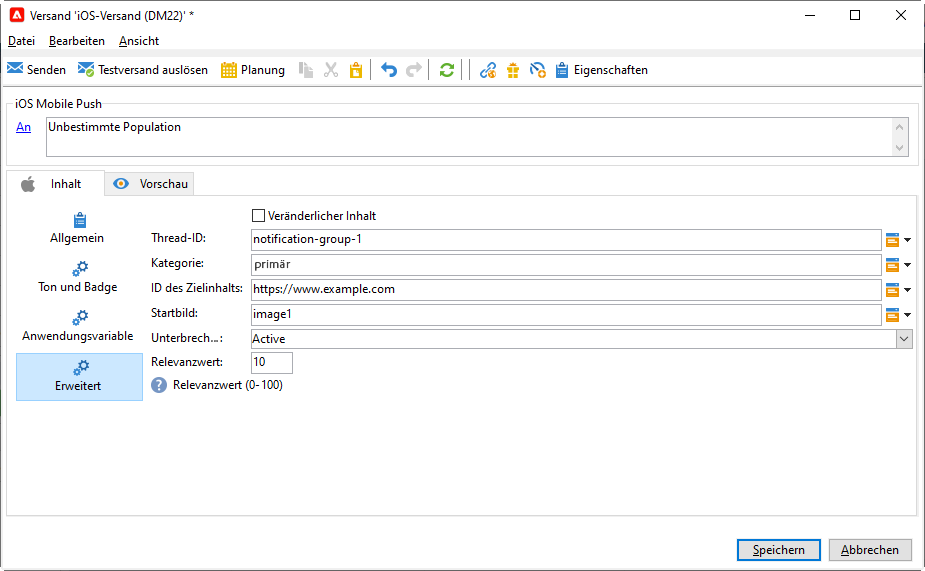 Versand 'iOS-Versand (DM22)' *
Datei Bearbeiten Ansicht
Senden Testversand auslösen Planung Eigenschaften
iOS Mobile Push
An Unbestimmte Population
Inhalt Vorschau
Veränderlicher Inhalt
Allgemein
Thread-ID: notification-group-1
Kategorie: primär
Ton und Badge
ID des Zielinhalts: https://www.example.com
Startbild: image1
Anwendungsvariable
Unterbrech...: Active
Relevanzwert: 10
Erweitert
? Relevanzwert (0-100)
Speichern Abbrechen